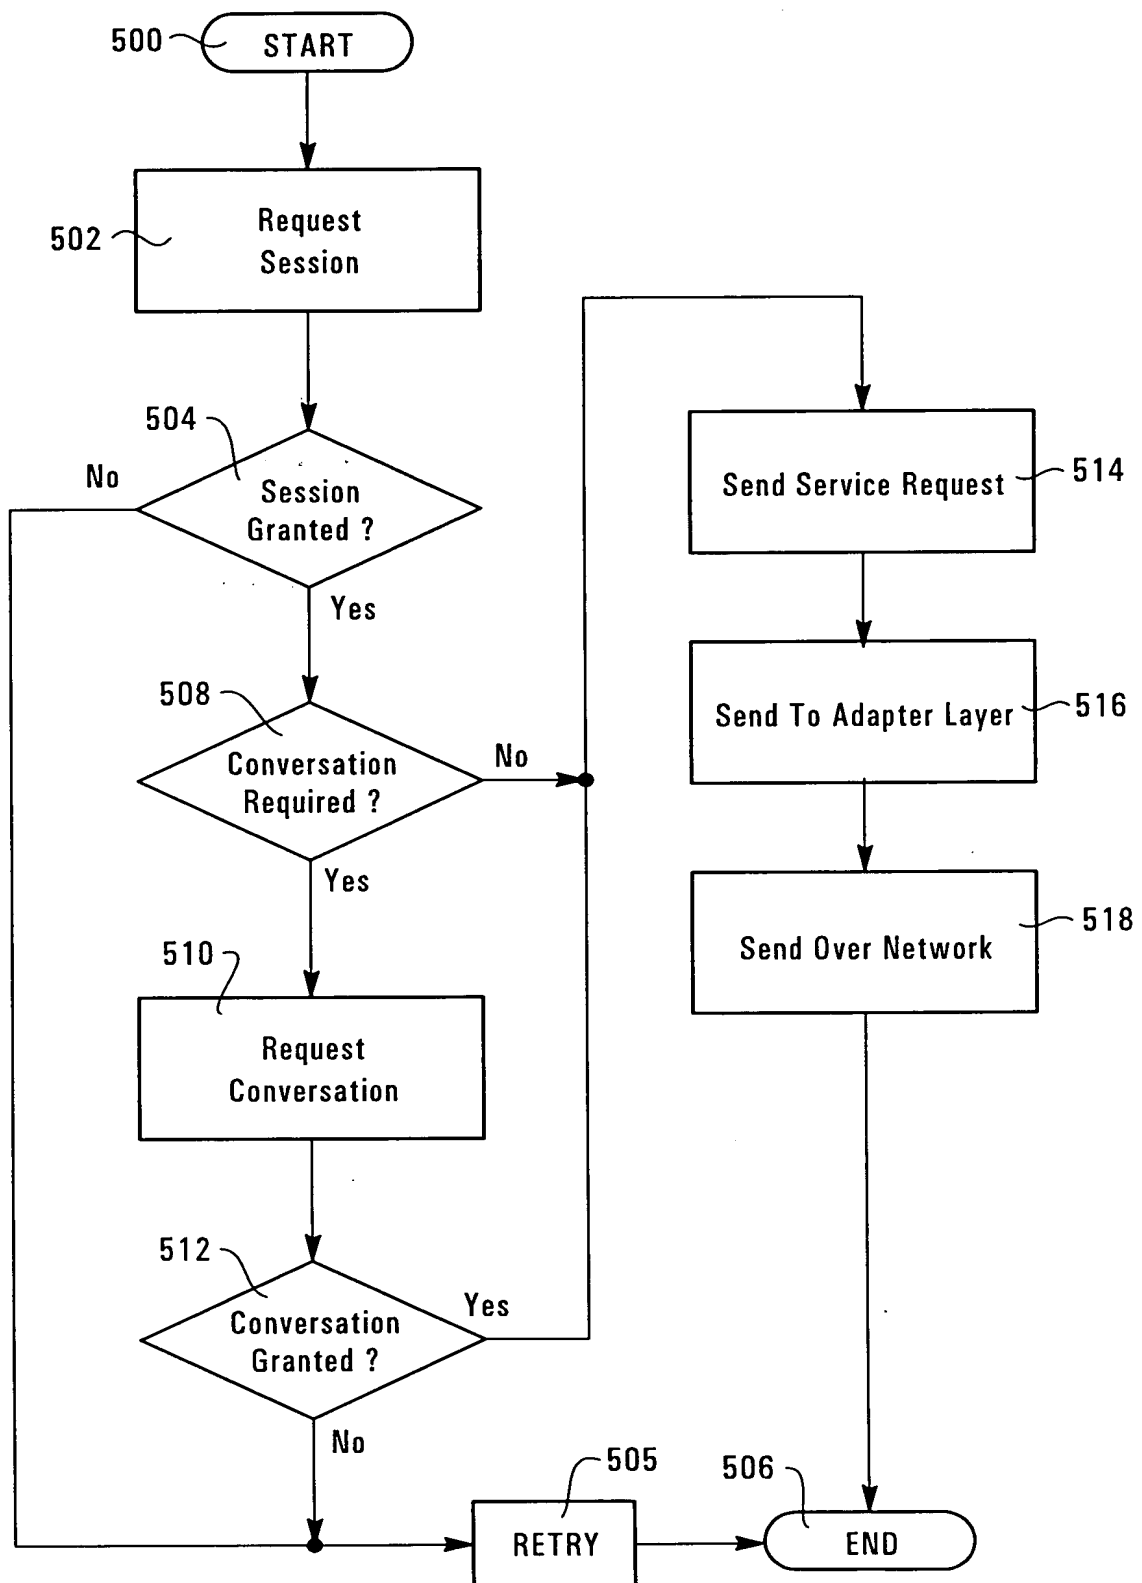 500
START
502
Request
Session
504
No
Session
Granted ?
Yes
508
Conversation
Required ?
No
Yes
510
Request
Conversation
512
Conversation
Granted ?
Yes
No
514
Send Service Request
516
Send To Adapter Layer
518
Send Over Network
505
RETRY
506
END